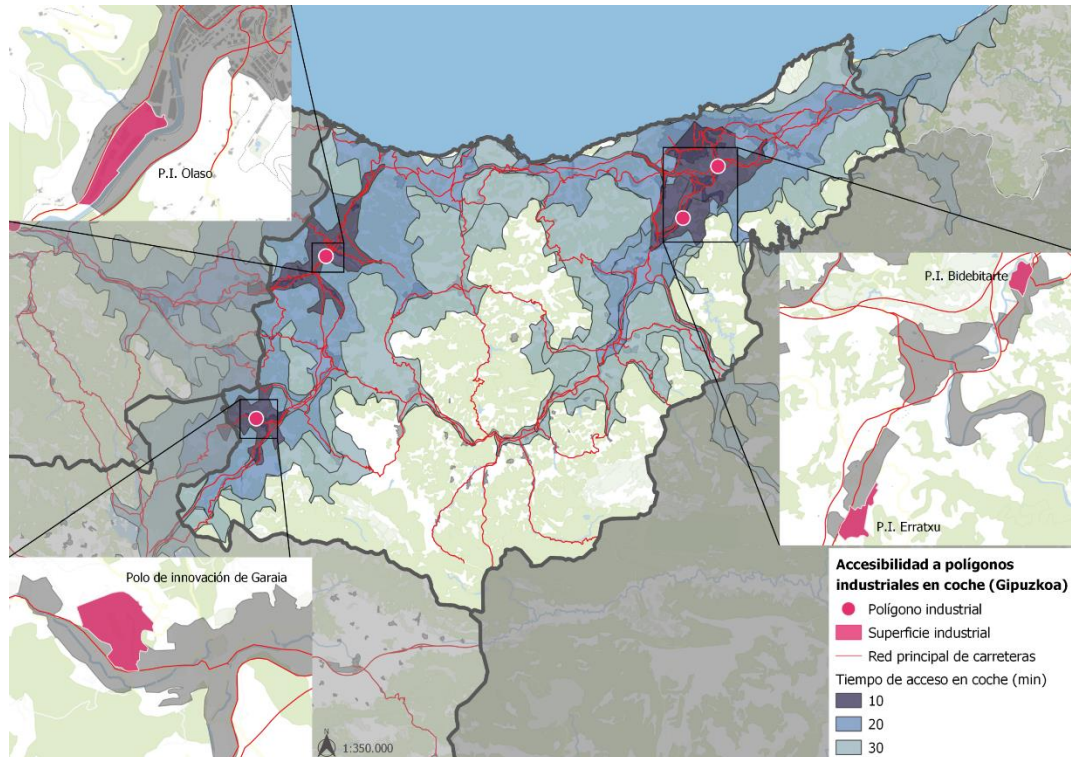 P.I. Olaso
P.I. Bidebitarte
P.I. Erratxu
Polo de innovación de Garaia
N
1:350.000
Accesibilidad a polígonos
industriales en coche (Gipuzkoa)
Polígono industrial
Superficie industrial
Red principal de carreteras
Tiempo de acceso en coche (min)
10
20
30